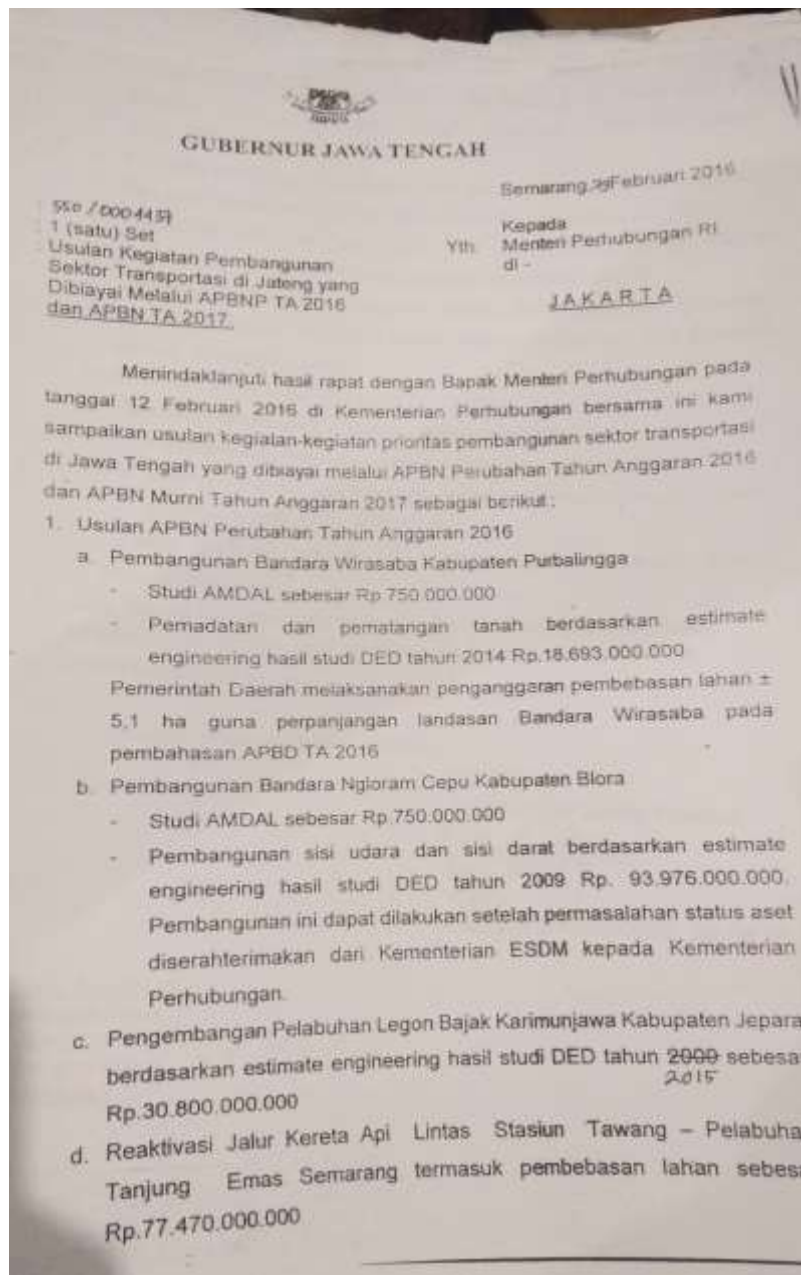 GUBERNUR JAWA TENGAH
Semarang, Februari 2016
550 / 0004437
1 (satu) Set
Usulan Kegiatan Pembangunan
Sektor Transportasi di Jateng yang
Dibiayai Melalui APBNP TA 2016
dan APBN TA 2017.
Kepada
Yth. Menteri Perhubungan RI
di -
JAKARTA
Menindaklanjuti hasil rapat dengan Bapak Menteri Perhubungan pada
tanggal 12 Februari 2016 di Kementerian Perhubungan bersama ini kami
sampaikan usulan kegiatan-kegiatan prioritas pembangunan sektor transportasi
di Jawa Tengah yang dibiayai melalui APBN Perubahan Tahun Anggaran 2016
dan APBN Murni Tahun Anggaran 2017 sebagai berikut :
1. Usulan APBN Perubahan Tahun Anggaran 2016
a. Pembangunan Bandara Wirasaba Kabupaten Purbalingga
- Studi AMDAL sebesar Rp.750.000.000
- Pemadatan dan pematangan tanah berdasarkan estimate
engineering hasil studi DED tahun 2014 Rp.18.693.000.000
Pemerintah Daerah melaksanakan penganggaran pembebasan lahan ±
5,1 ha guna perpanjangan landasan Bandara Wirasaba pada
pembahasan APBD TA 2016
b. Pembangunan Bandara Ngloram Cepu Kabupaten Blora
- Studi AMDAL sebesar Rp.750.000.000
- Pembangunan sisi udara dan sisi darat berdasarkan estimate
engineering hasil studi DED tahun 2009 Rp. 93.976.000.000.
Pembangunan ini dapat dilakukan setelah permasalahan status aset
diserahterimakan dari Kementerian ESDM kepada Kementerian
Perhubungan.
c. Pengembangan Pelabuhan Legon Bajak Karimunjawa Kabupaten Jepara
berdasarkan estimate engineering hasil studi DED tahun 2009 sebesa
2015
Rp.30.800.000.000
d. Reaktivasi Jalur Kereta Api Lintas Stasiun Tawang – Pelabuha
Tanjung Emas Semarang termasuk pembebasan lahan sebes
Rp.77.470.000.000